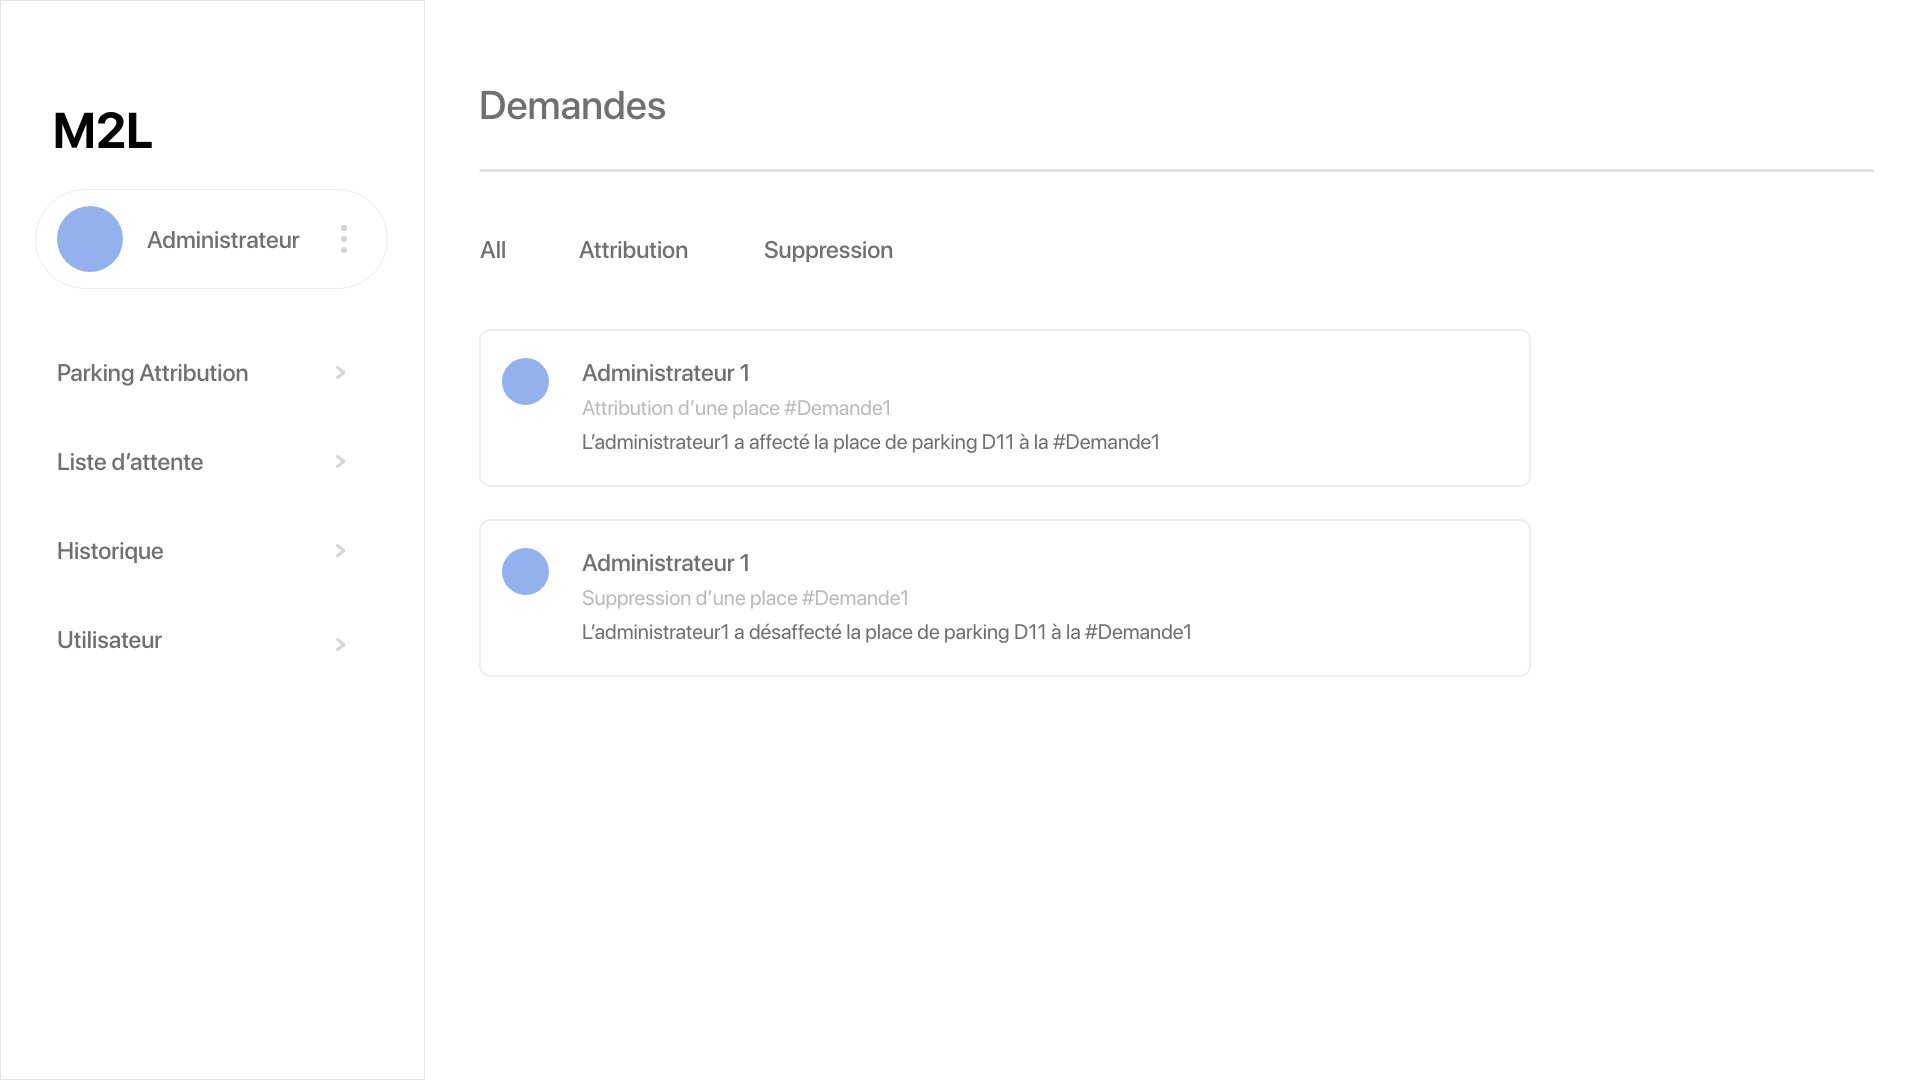 M2L
Administrateur
Parking Attribution
Liste d’attente
Historique
Utilisateur
Demandes
All
Attribution
Suppression
Administrateur 1
Attribution d’une place #Demande1
L’administrateur1 a affecté la place de parking D11 à la #Demande1
Administrateur 1
Suppression d’une place #Demande1
L’administrateur1 a désaffecté la place de parking D11 à la #Demande1